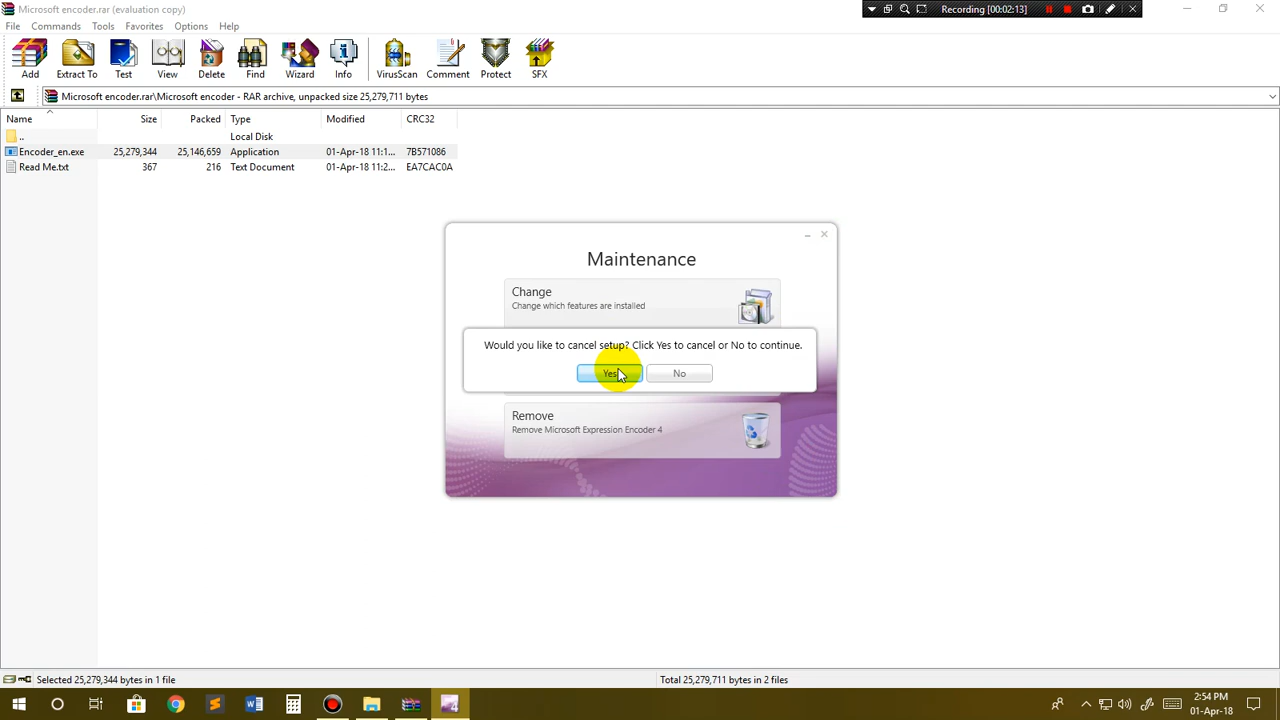 Microsoft encoder.rar (evaluation copy)
Recording [00:02:13]
File Commands Tools Favorites Options Help
Add Extract To Test View Delete Find Wizard Info VirusScan Comment Protect SFX
Microsoft encoder.rar\Microsoft encoder - RAR archive, unpacked size 25,279,711 bytes
Name Size Packed Type Modified CRC32
.. Local Disk
Encoder_en.exe 25,279,344 25,146,659 Application 01-Apr-18 11:1... 7B571086
Read Me.txt 367 216 Text Document 01-Apr-18 11:2... EA7CAC0A
Maintenance
Change
Change which features are installed
Would you like to cancel setup? Click Yes to cancel or No to continue.
Yes No
Remove
Remove Microsoft Expression Encoder 4
Selected 25,279,344 bytes in 1 file
Total 25,279,711 bytes in 2 files
2:54 PM
01-Apr-18